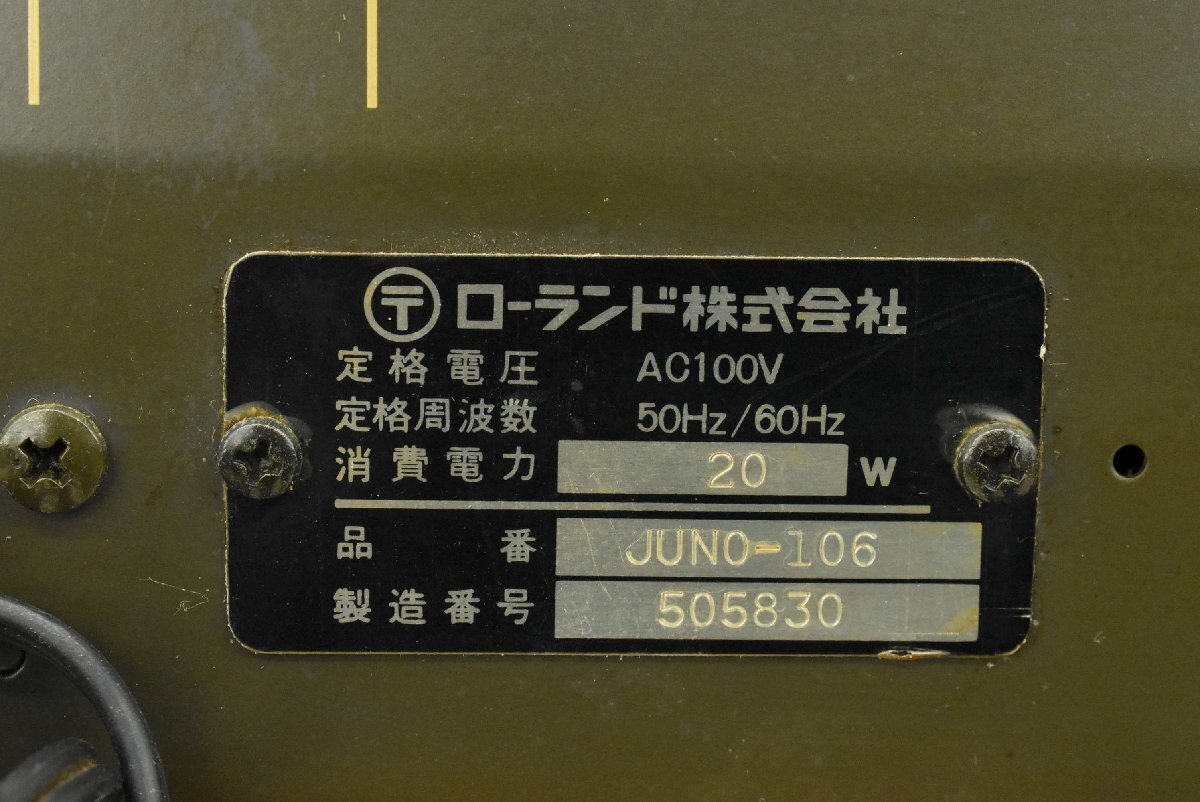 〒 ローランド株式会社
定格電圧 AC100V
定格周波数 50Hz/60Hz
消費電力 20 W
品番 JUNO-106
製造番号 505830